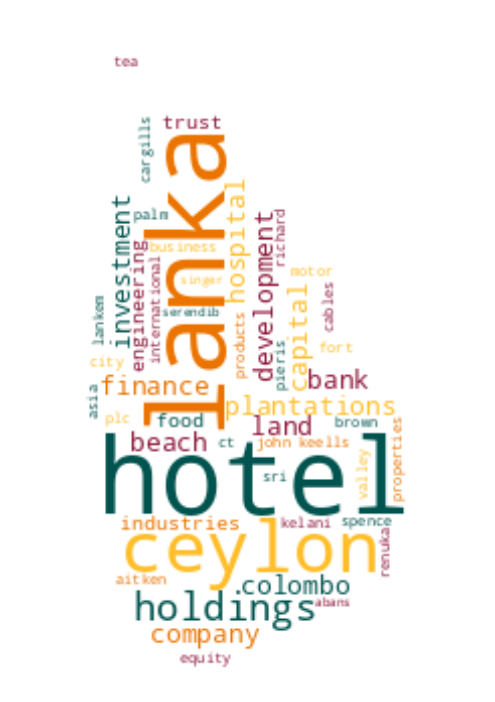 tea
cargills
trust
lanka
palm
investment
hospital
development
richard
business
engineering
international
singer
serendib
motor
cables
lankem
products
capital
pieris
fort
city
asia
finance
bank
plantations
plc
food
land
brown
beach
ct
john keells
properties
hotel
valley
sri
industries
kelani
spence
ceylon
renuka
aitken
colombo
holdings
abans
company
equity